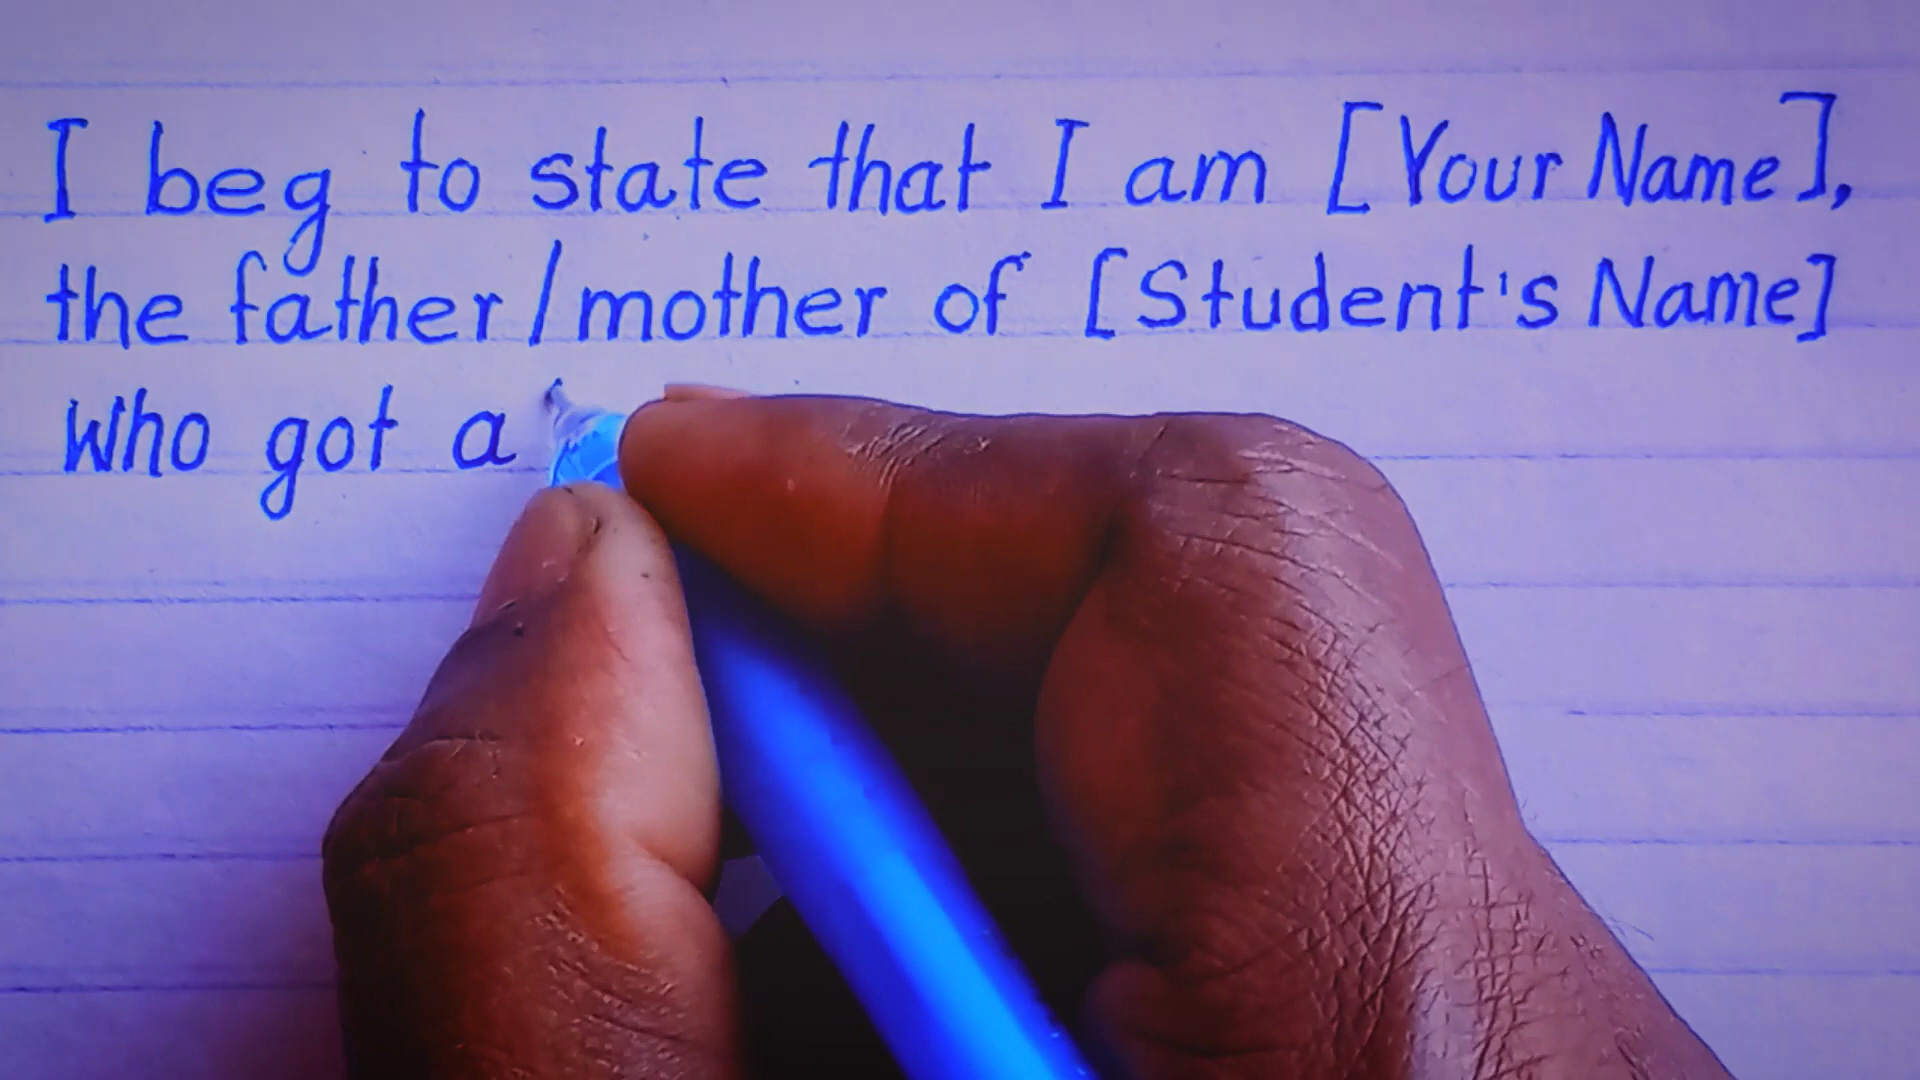 I beg to state that I am [Your Name],
the father/mother of [Student's Name]
who got a